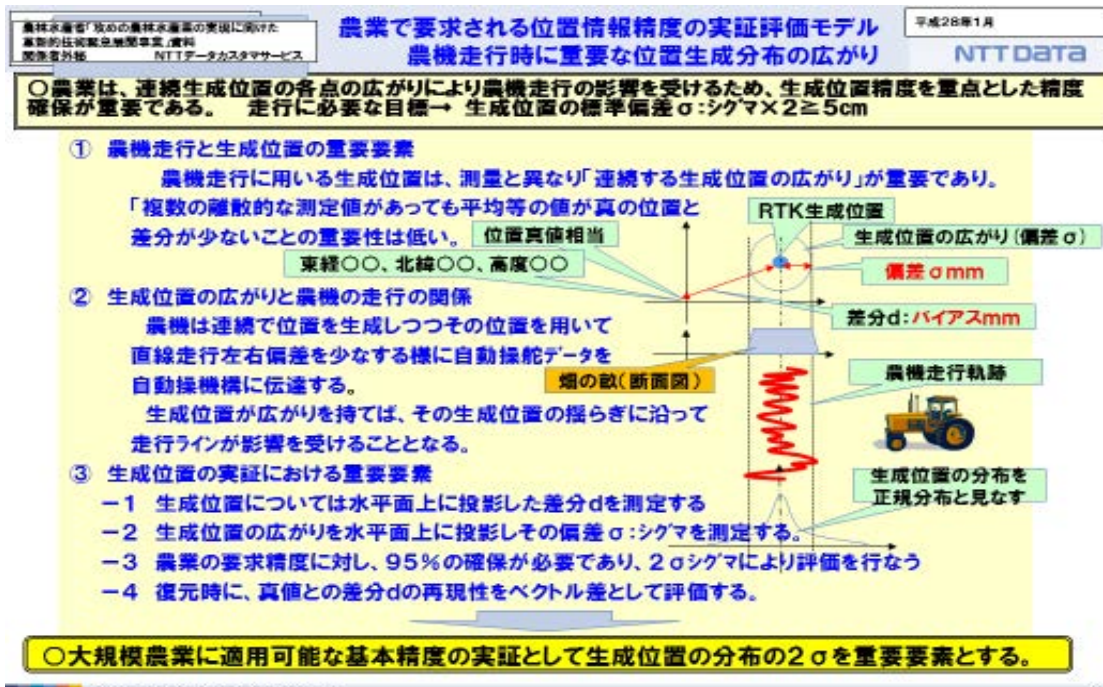 農林水産省「攻めの農林水産業の実現に向けた
革新的技術緊急展開事業」資料
関係者外秘 NTTデータカスタマサービス
農業で要求される位置情報精度の実証評価モデル
農機走行時に重要な位置生成分布の広がり
平成28年1月
NTT DATA
○農業は、連続生成位置の各点の広がりにより農機走行の影響を受けるため、生成位置精度を重点とした精度
確保が重要である。 走行に必要な目標→ 生成位置の標準偏差σ:シグマ×2≧5cm
① 農機走行と生成位置の重要要素
農機走行に用いる生成位置は、測量と異なり「連続する生成位置の広がり」が重要であり。
「複数の離散的な測定値があっても平均等の値が真の位置と
差分が少ないことの重要性は低い。
位置真値相当
東経○○、北緯○○、高度○○
RTK生成位置
生成位置の広がり(偏差σ)
偏差σmm
差分d:バイアスmm
② 生成位置の広がりと農機の走行の関係
農機は連続で位置を生成しつつその位置を用いて
直線走行左右偏差を少なする様に自動操舵データを
自動操機構に伝達する。
畑の畝(断面図)
農機走行軌跡
生成位置が広がりを持てば、その生成位置の揺らぎに沿って
走行ラインが影響を受けることとなる。
③ 生成位置の実証における重要要素
生成位置の分布を
正規分布と見なす
-1 生成位置については水平面上に投影した差分dを測定する
-2 生成位置の広がりを水平面上に投影しその偏差σ:シグマを測定する。
-3 農業の要求精度に対し、95%の確保が必要であり、2σシグマにより評価を行なう
-4 復元時に、真値との差分dの再現性をベクトル差として評価する。
○大規模農業に適用可能な基本精度の実証として生成位置の分布の2σを重要要素とする。